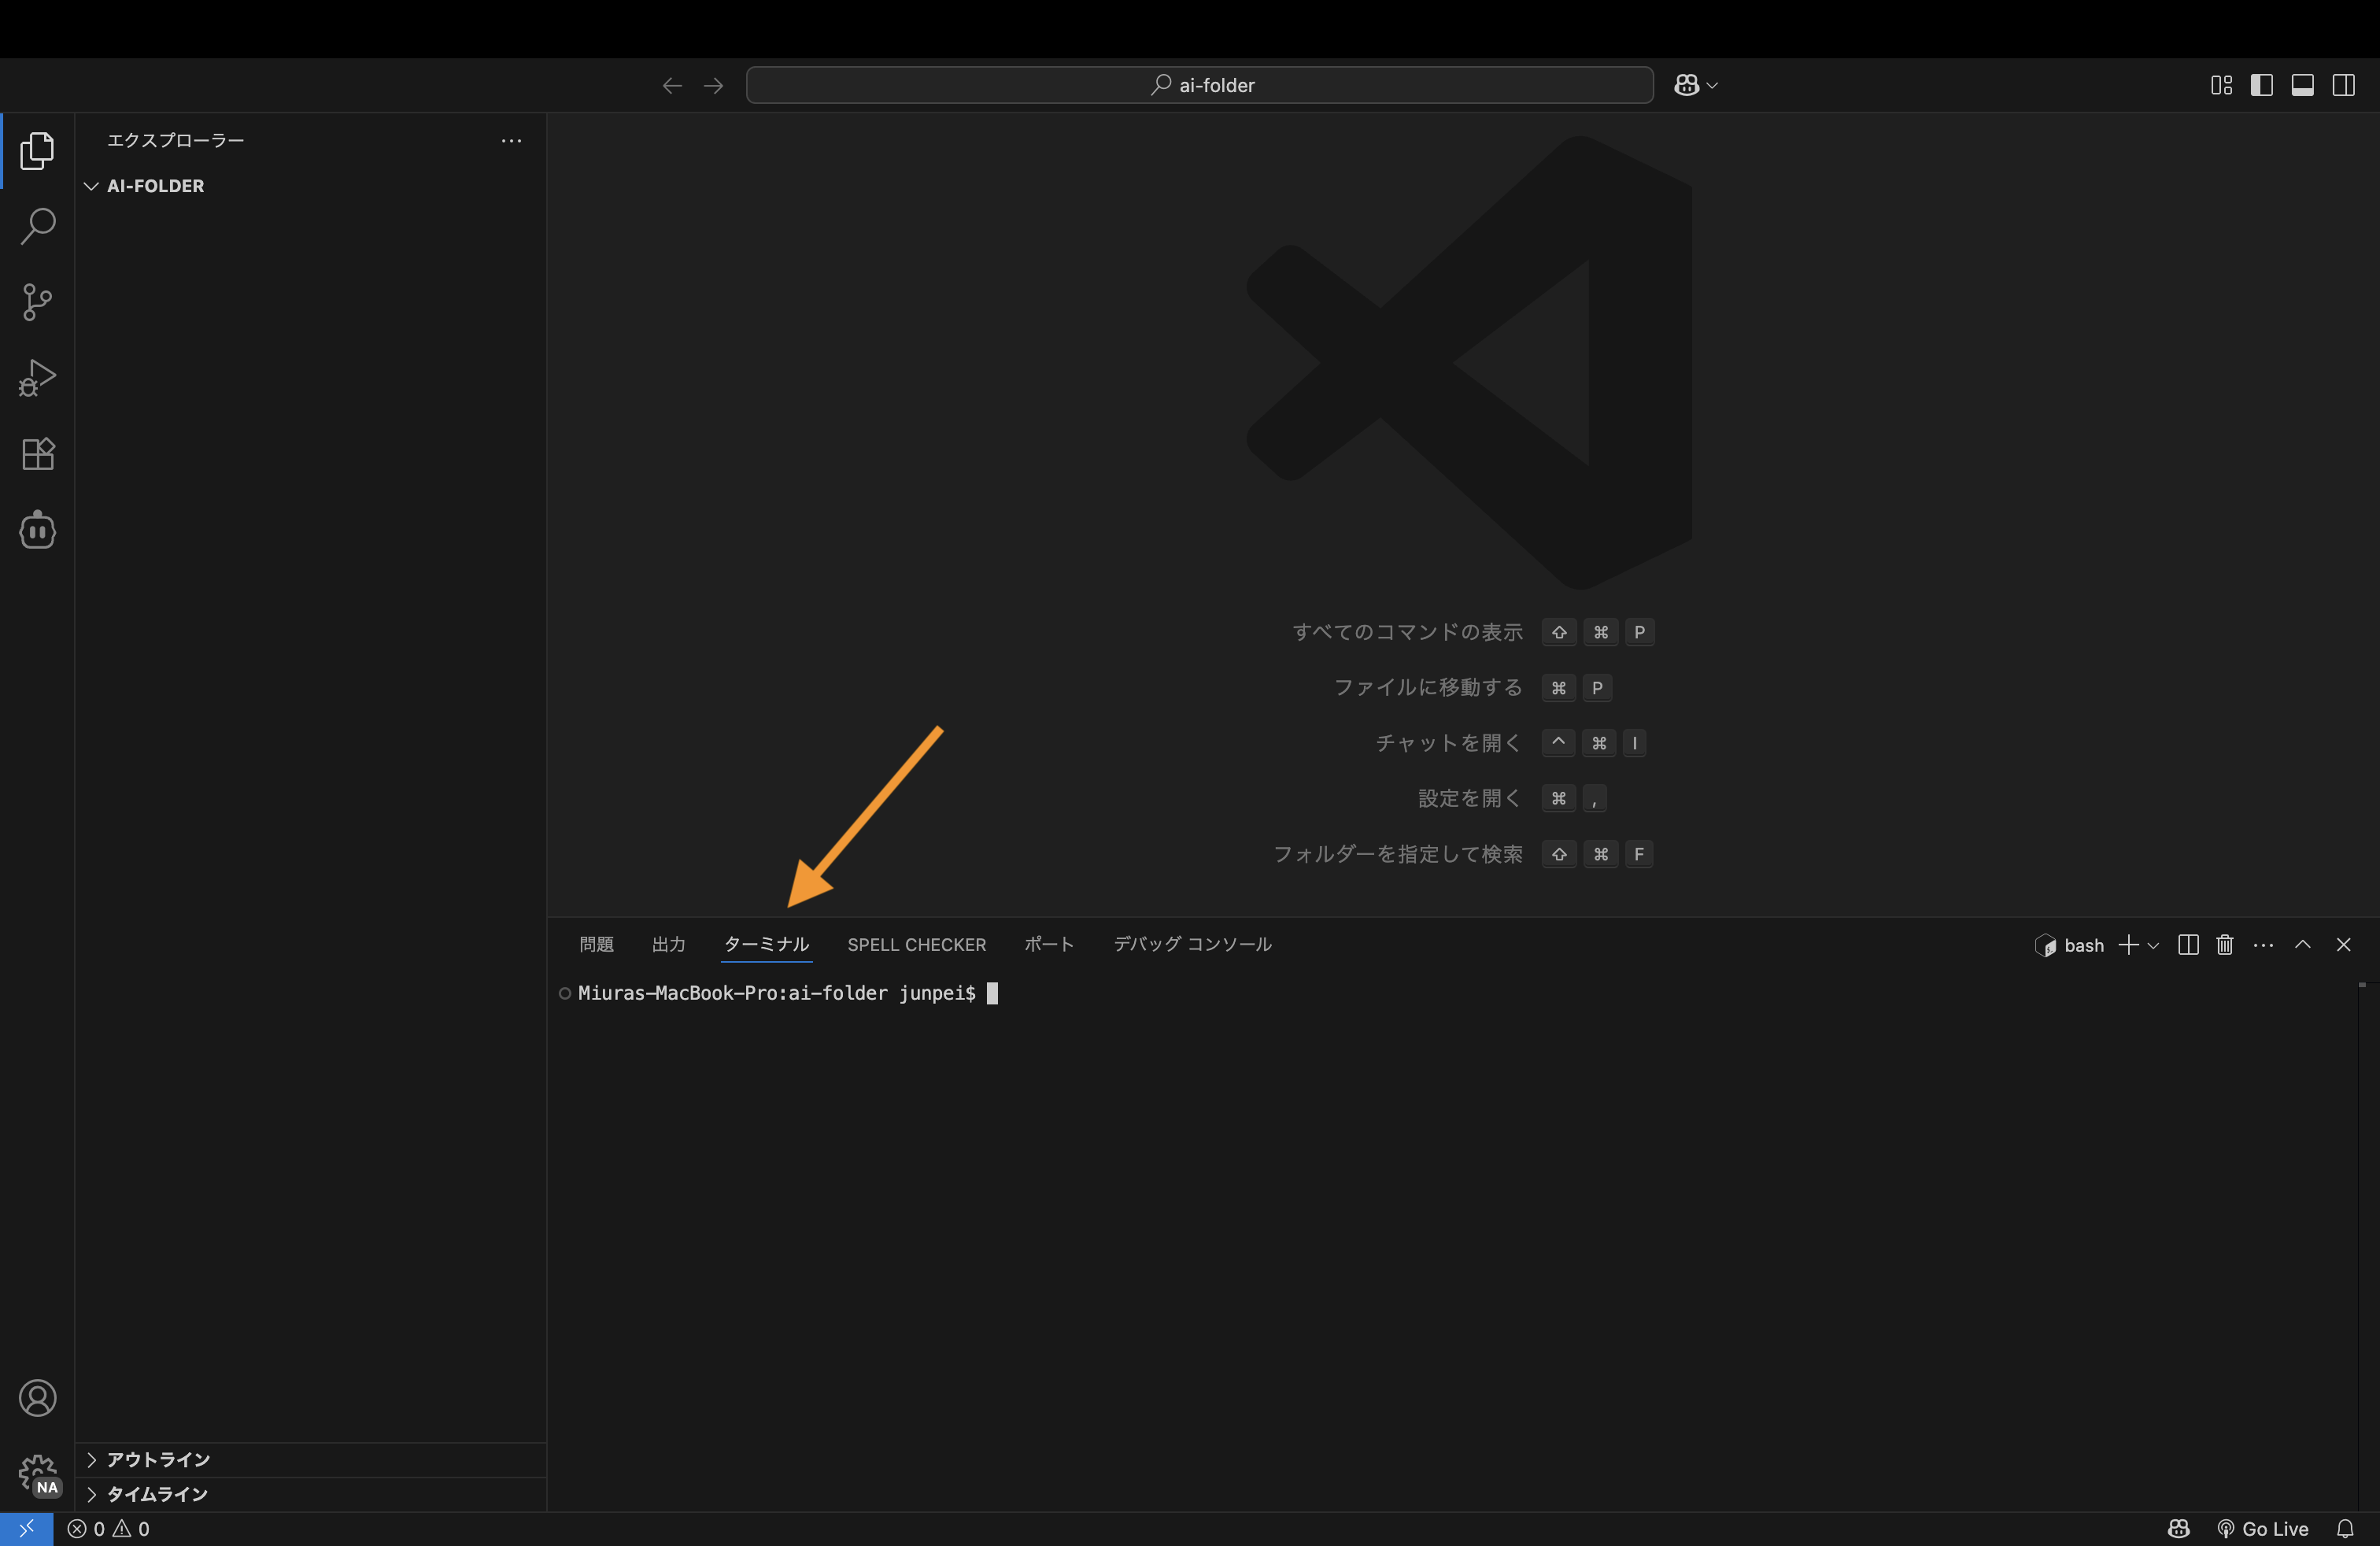 ai-folder
エクスプローラー
AI-FOLDER
すべてのコマンドの表示 ⇧ ⌘ P
ファイルに移動する ⌘ P
チャットを開く ^ ⌘ I
設定を開く ⌘ ,
フォルダーを指定して検索 ⇧ ⌘ F
問題 出力 ターミナル SPELL CHECKER ポート デバッグ コンソール bash
Miuras-MacBook-Pro:ai-folder junpei$
アウトライン
NA
タイムライン
0 0 Go Live